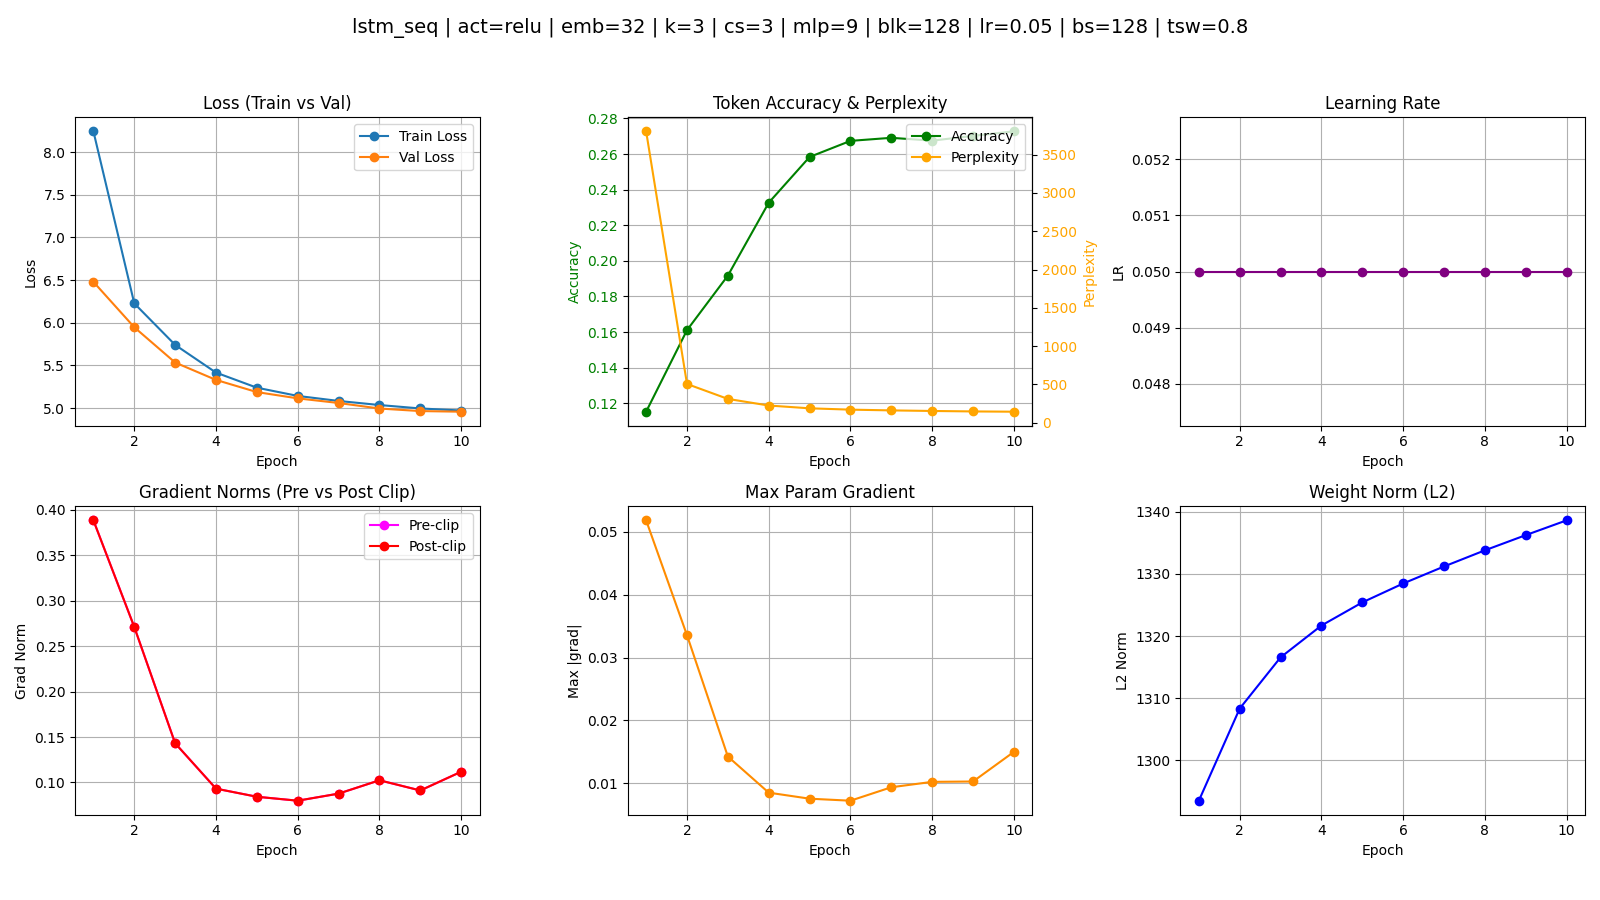 lstm_seq | act=relu | emb=32 | k=3 | cs=3 | mlp=9 | blk=128 | lr=0.05 | bs=128 | tsw=0.8
Loss (Train vs Val)
Train Loss
Val Loss
8.0
7.5
7.0
6.5
6.0
5.5
5.0
Loss
2 4 6 8 10
Epoch
Token Accuracy & Perplexity
Accuracy
Perplexity
0.28
0.26
0.24
0.22
0.20
0.18
0.16
0.14
0.12
Accuracy
3500
3000
2500
2000
1500
1000
500
0
Perplexity
2 4 6 8 10
Epoch
Learning Rate
0.052
0.051
0.050
0.049
0.048
LR
2 4 6 8 10
Epoch
Gradient Norms (Pre vs Post Clip)
Pre-clip
Post-clip
0.40
0.35
0.30
0.25
0.20
0.15
0.10
Grad Norm
2 4 6 8 10
Epoch
Max Param Gradient
0.05
0.04
0.03
0.02
0.01
Max |grad|
2 4 6 8 10
Epoch
Weight Norm (L2)
1340
1330
1320
1310
1300
L2 Norm
2 4 6 8 10
Epoch